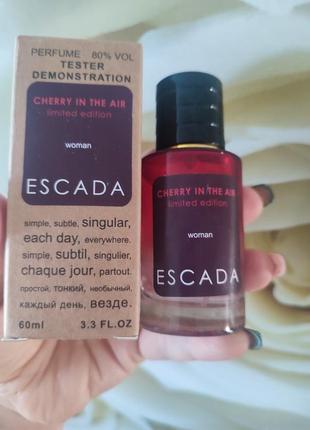 PERFUME 80% VOL
TESTER
DEMONSTRATION
CHERRY IN THE AIR
limited edition
woman
ESCADA
simple, subtle, singular,
each day, everywhere.
simple, subtil, singulier,
chaque jour, partout.
простой, тонкий, необычный,
каждый день, везде.
60ml 3.3 FL.OZ
CHERRY IN THE AIR
limited edition
woman
ESCADA